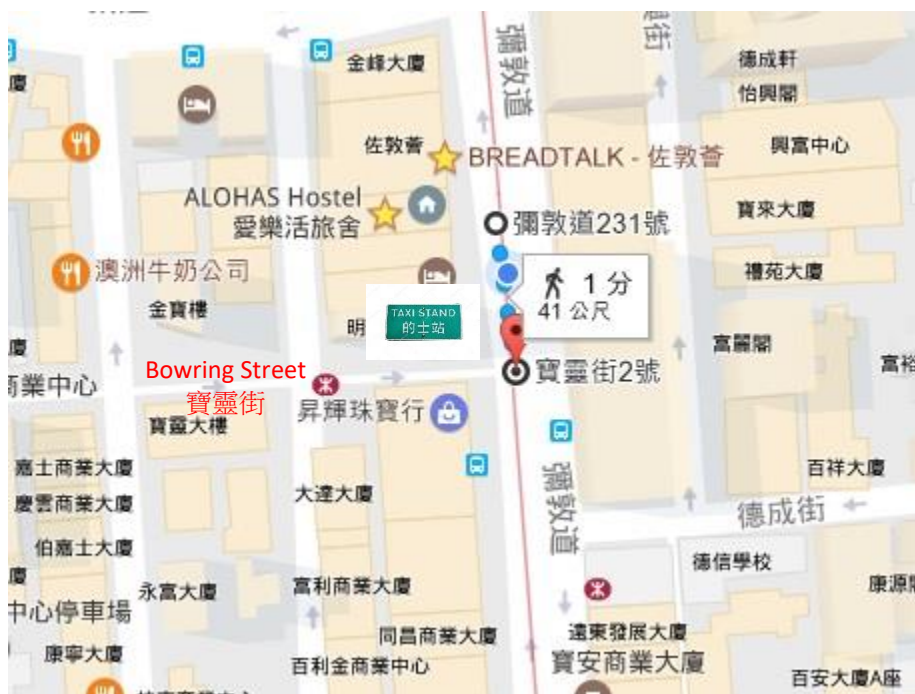 金峰大廈
彌敦道
德成軒
怡興閣
佐敦薈
BREADTALK - 佐敦薈
興富中心
ALOHAS Hostel
愛樂活旅舍
彌敦道231號
寶來大廈
澳洲牛奶公司
1 分
41 公尺
禮苑大廈
金寶樓
明
TAXI STAND
的士站
富麗閣
富裕
Bowring Street
寶靈街
商業中心
寶靈街2號
昇輝珠寶行
寶靈大樓
嘉士商業大廈
大達大廈
彌敦道
百祥大廈
慶雲商業大廈
德成街
伯嘉士大廈
德信學校
永富大廈
富利商業大廈
康源
中心停車場
同昌商業大廈
遠東發展大廈
康寧大廈
百利金商業中心
寶安商業大廈
百安大廈A座